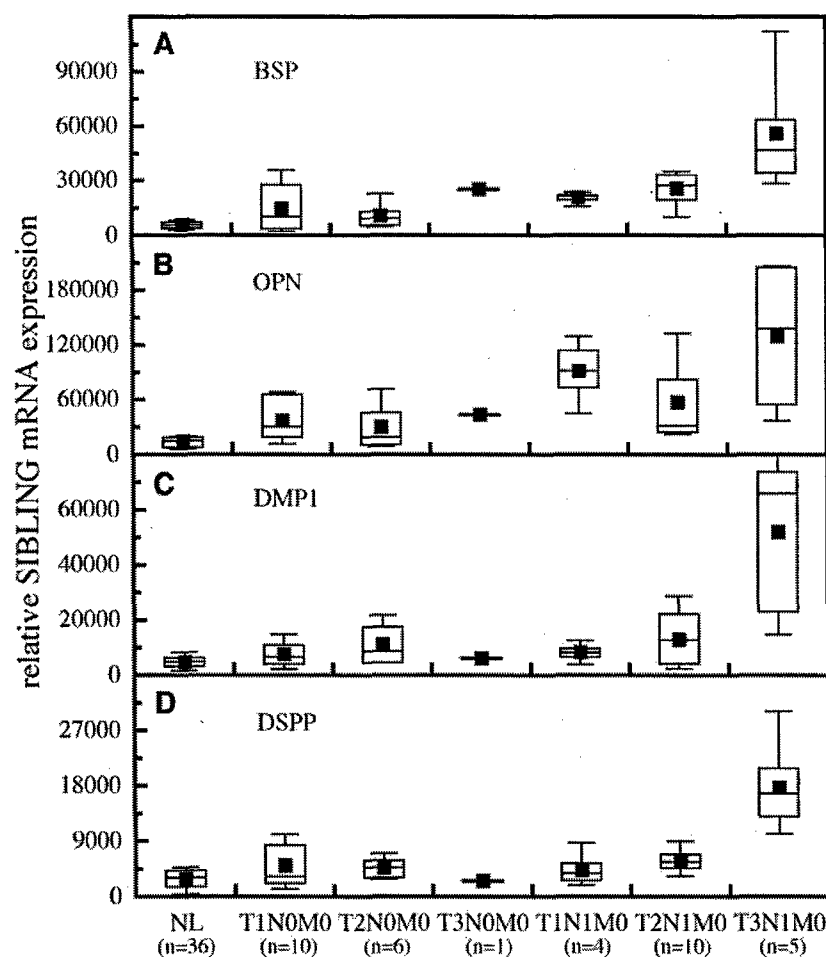 relative SIBLING mRNA expression
A
BSP
90000
60000
30000
0
B
OPN
180000
120000
60000
0
C
DMP1
60000
40000
20000
0
D
DSPP
27000
18000
9000
0
NL T1N0M0 T2N0M0 T3N0M0 T1N1M0 T2N1M0 T3N1M0
(n=36) (n=10) (n=6) (n=1) (n=4) (n=10) (n=5)